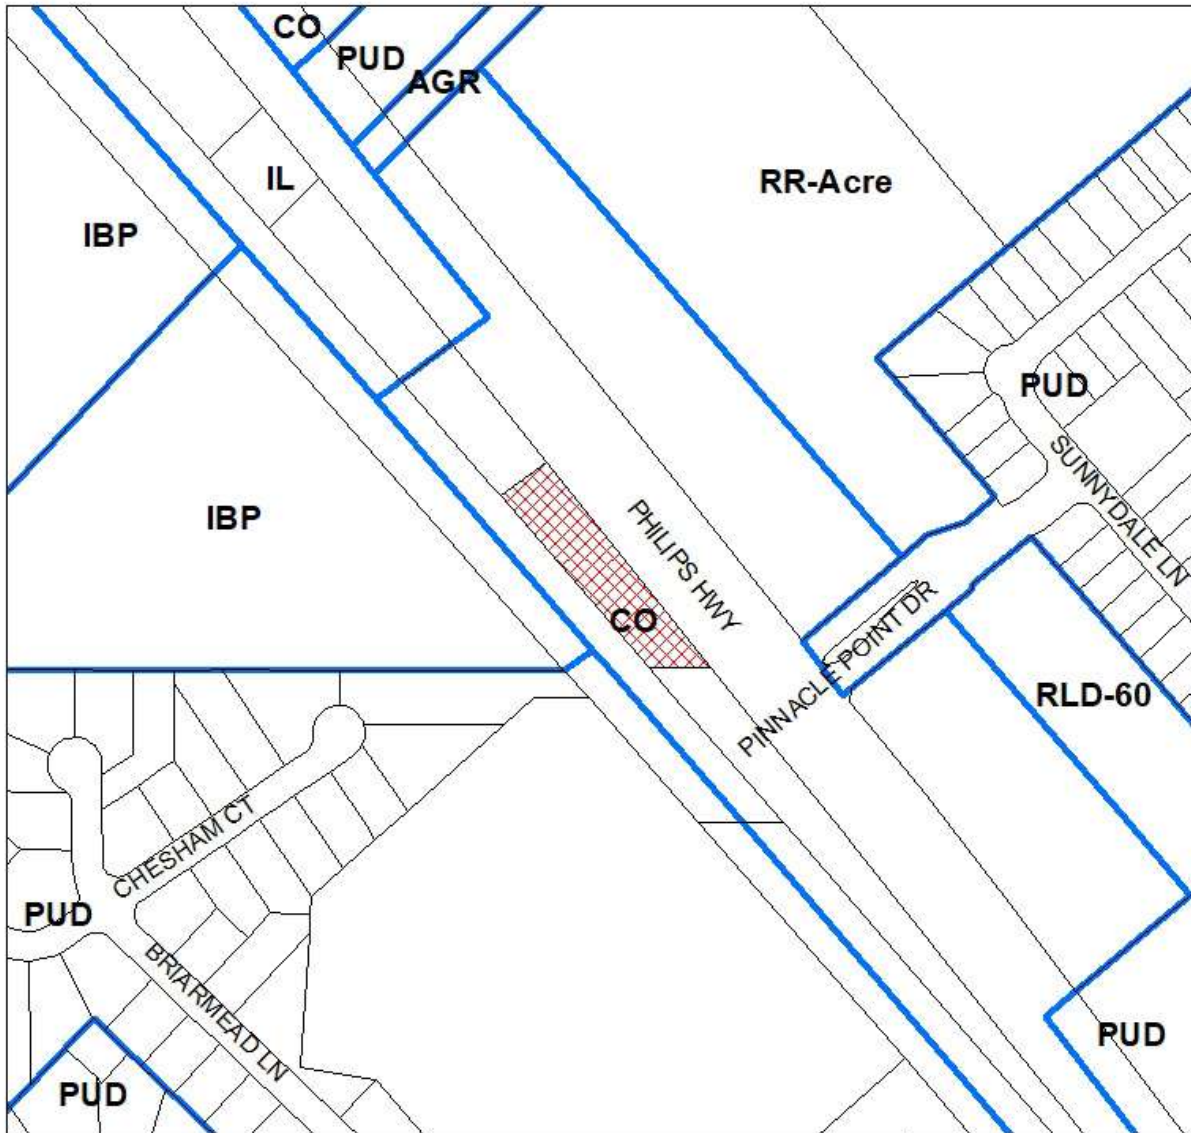 CO
PUD
AGR
IL
RR-Acre
IBP
PUD
SUNNYDALE LN
IBP
PHILIPS HWY
CO
PINNACLE POINT DR
RLD-60
CHESHAM CT
PUD
BRIARMEAD LN
PUD
PUD